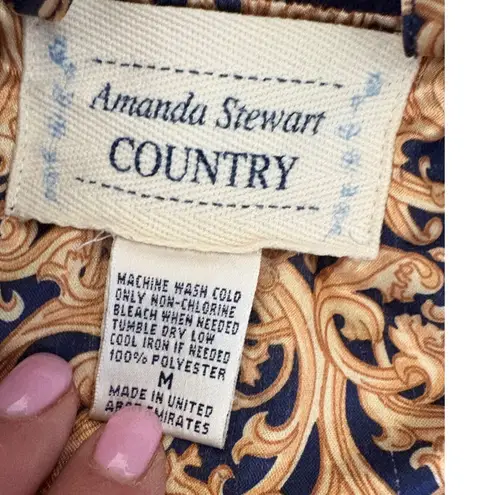 Amanda Stewart
COUNTRY
MACHINE WASH COLD
ONLY NON-CHLORINE
BLEACH WHEN NEEDED
TUMBLE DRY LOW
COOL IRON IF NEEDED
100% POLYESTER
M
MADE IN UNITED
ARAB EMIRATES